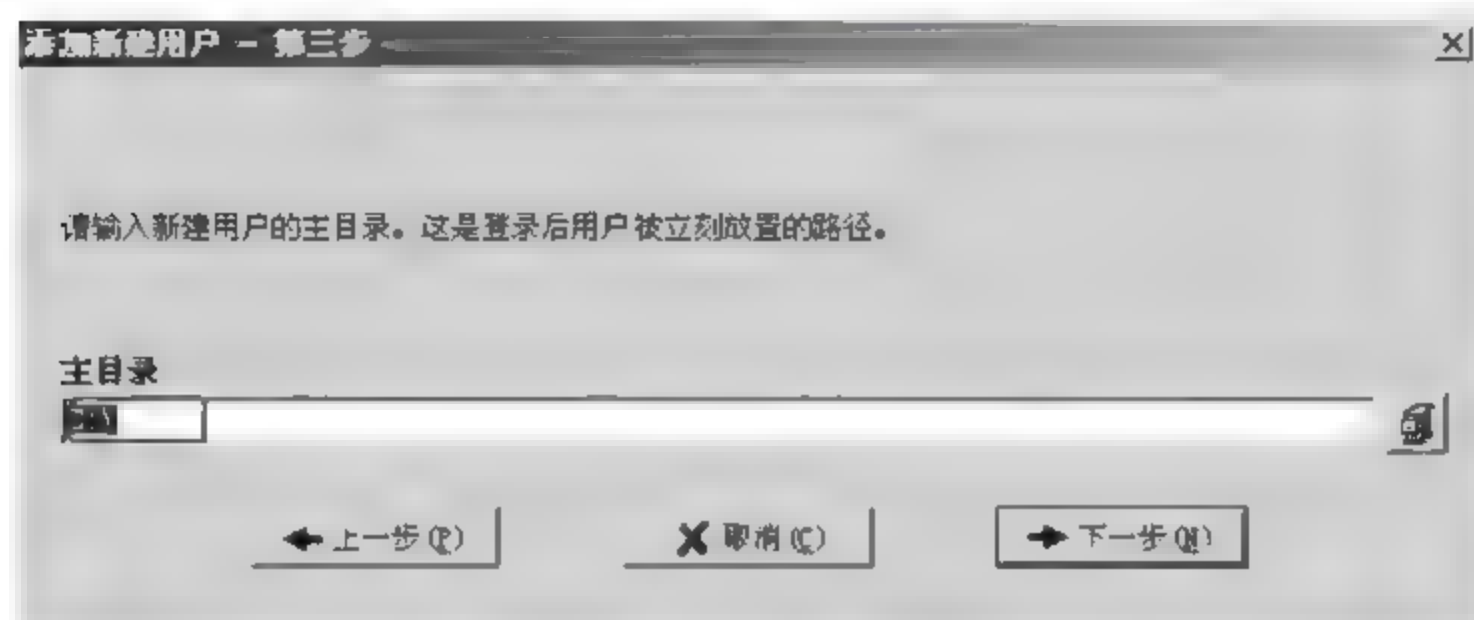 添加新建用户 - 第三步
请输入新建用户的主目录。这是登录后用户被立刻放置的路径。
主目录
上一步(P)
取消(C)
下一步(N)